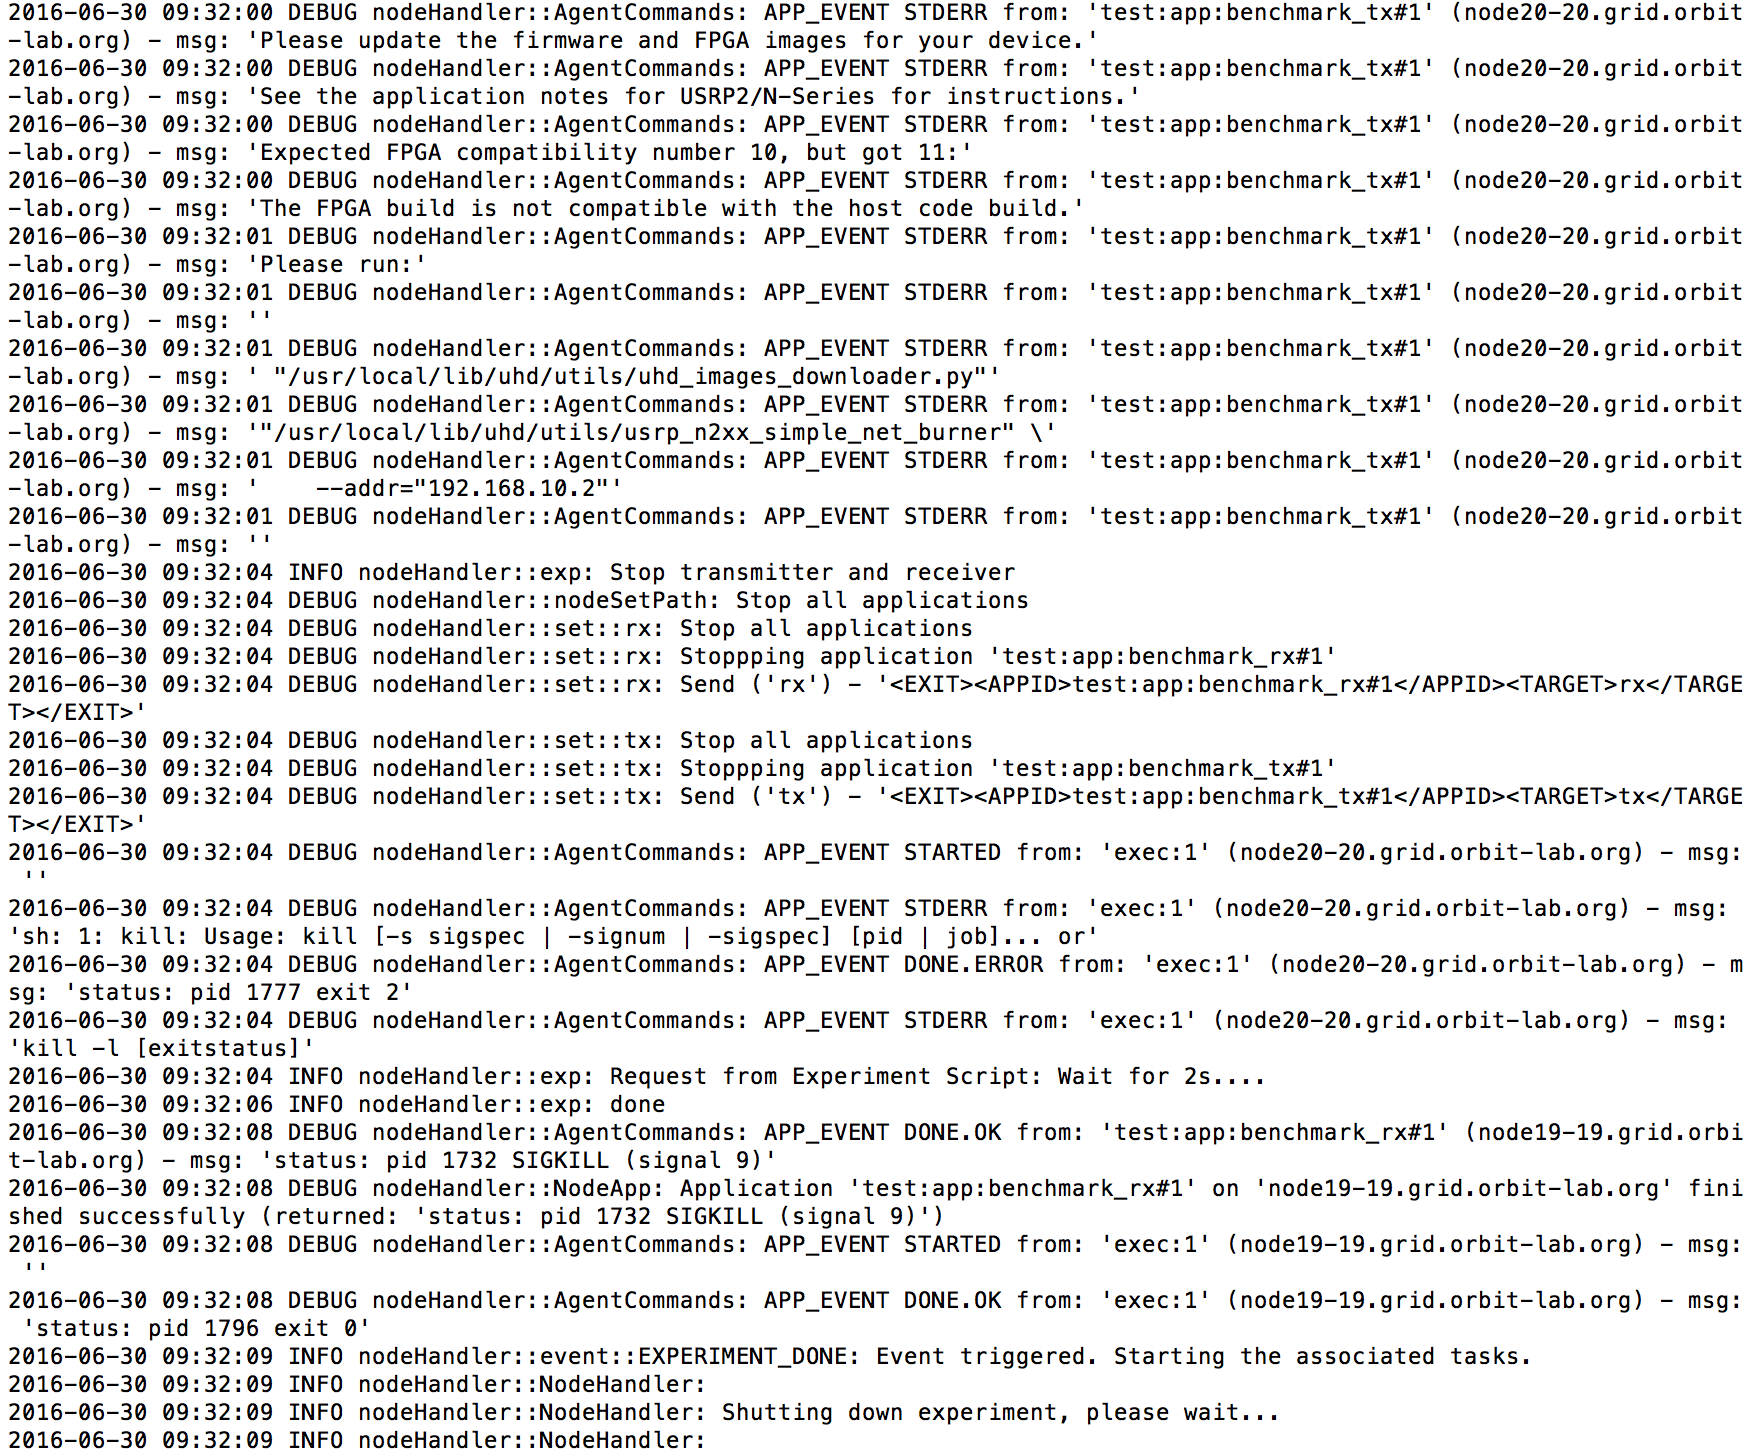 2016-06-30 09:32:00 DEBUG nodeHandler::AgentCommands: APP_EVENT STDERR from: 'test:app:benchmark_tx#1' (node20-20.grid.orbit
-lab.org) - msg: 'Please update the firmware and FPGA images for your device.'
2016-06-30 09:32:00 DEBUG nodeHandler::AgentCommands: APP_EVENT STDERR from: 'test:app:benchmark_tx#1' (node20-20.grid.orbit
-lab.org) - msg: 'See the application notes for USRP2/N-Series for instructions.'
2016-06-30 09:32:00 DEBUG nodeHandler::AgentCommands: APP_EVENT STDERR from: 'test:app:benchmark_tx#1' (node20-20.grid.orbit
-lab.org) - msg: 'Expected FPGA compatibility number 10, but got 11:'
2016-06-30 09:32:00 DEBUG nodeHandler::AgentCommands: APP_EVENT STDERR from: 'test:app:benchmark_tx#1' (node20-20.grid.orbit
-lab.org) - msg: 'The FPGA build is not compatible with the host code build.'
2016-06-30 09:32:01 DEBUG nodeHandler::AgentCommands: APP_EVENT STDERR from: 'test:app:benchmark_tx#1' (node20-20.grid.orbit
-lab.org) - msg: 'Please run:'
2016-06-30 09:32:01 DEBUG nodeHandler::AgentCommands: APP_EVENT STDERR from: 'test:app:benchmark_tx#1' (node20-20.grid.orbit
-lab.org) - msg: ''
2016-06-30 09:32:01 DEBUG nodeHandler::AgentCommands: APP_EVENT STDERR from: 'test:app:benchmark_tx#1' (node20-20.grid.orbit
-lab.org) - msg: ' "/usr/local/lib/uhd/utils/uhd_images_downloader.py"'
2016-06-30 09:32:01 DEBUG nodeHandler::AgentCommands: APP_EVENT STDERR from: 'test:app:benchmark_tx#1' (node20-20.grid.orbit
-lab.org) - msg: '"/usr/local/lib/uhd/utils/usrp_n2xx_simple_net_burner" \'
2016-06-30 09:32:01 DEBUG nodeHandler::AgentCommands: APP_EVENT STDERR from: 'test:app:benchmark_tx#1' (node20-20.grid.orbit
-lab.org) - msg: '    --addr="192.168.10.2"'
2016-06-30 09:32:01 DEBUG nodeHandler::AgentCommands: APP_EVENT STDERR from: 'test:app:benchmark_tx#1' (node20-20.grid.orbit
-lab.org) - msg: ''
2016-06-30 09:32:04 INFO nodeHandler::exp: Stop transmitter and receiver
2016-06-30 09:32:04 DEBUG nodeHandler::nodeSetPath: Stop all applications
2016-06-30 09:32:04 DEBUG nodeHandler::set::rx: Stop all applications
2016-06-30 09:32:04 DEBUG nodeHandler::set::rx: Stoppping application 'test:app:benchmark_rx#1'
2016-06-30 09:32:04 DEBUG nodeHandler::set::rx: Send ('rx') - '<EXIT><APPID>test:app:benchmark_rx#1</APPID><TARGET>rx</TARGE
T></EXIT>'
2016-06-30 09:32:04 DEBUG nodeHandler::set::tx: Stop all applications
2016-06-30 09:32:04 DEBUG nodeHandler::set::tx: Stoppping application 'test:app:benchmark_tx#1'
2016-06-30 09:32:04 DEBUG nodeHandler::set::tx: Send ('tx') - '<EXIT><APPID>test:app:benchmark_tx#1</APPID><TARGET>tx</TARGE
T></EXIT>'
2016-06-30 09:32:04 DEBUG nodeHandler::AgentCommands: APP_EVENT STARTED from: 'exec:1' (node20-20.grid.orbit-lab.org) - msg:
 ''
2016-06-30 09:32:04 DEBUG nodeHandler::AgentCommands: APP_EVENT STDERR from: 'exec:1' (node20-20.grid.orbit-lab.org) - msg:
'sh: 1: kill: Usage: kill [-s sigspec | -signum | -sigspec] [pid | job]... or'
2016-06-30 09:32:04 DEBUG nodeHandler::AgentCommands: APP_EVENT DONE.ERROR from: 'exec:1' (node20-20.grid.orbit-lab.org) - m
sg: 'status: pid 1777 exit 2'
2016-06-30 09:32:04 DEBUG nodeHandler::AgentCommands: APP_EVENT STDERR from: 'exec:1' (node20-20.grid.orbit-lab.org) - msg:
'kill -l [exitstatus]'
2016-06-30 09:32:04 INFO nodeHandler::exp: Request from Experiment Script: Wait for 2s....
2016-06-30 09:32:06 INFO nodeHandler::exp: done
2016-06-30 09:32:08 DEBUG nodeHandler::AgentCommands: APP_EVENT DONE.OK from: 'test:app:benchmark_rx#1' (node19-19.grid.orbi
t-lab.org) - msg: 'status: pid 1732 SIGKILL (signal 9)'
2016-06-30 09:32:08 DEBUG nodeHandler::NodeApp: Application 'test:app:benchmark_rx#1' on 'node19-19.grid.orbit-lab.org' fini
shed successfully (returned: 'status: pid 1732 SIGKILL (signal 9)')
2016-06-30 09:32:08 DEBUG nodeHandler::AgentCommands: APP_EVENT STARTED from: 'exec:1' (node19-19.grid.orbit-lab.org) - msg:
 ''
2016-06-30 09:32:08 DEBUG nodeHandler::AgentCommands: APP_EVENT DONE.OK from: 'exec:1' (node19-19.grid.orbit-lab.org) - msg:
 'status: pid 1796 exit 0'
2016-06-30 09:32:09 INFO nodeHandler::event::EXPERIMENT_DONE: Event triggered. Starting the associated tasks.
2016-06-30 09:32:09 INFO nodeHandler::NodeHandler:
2016-06-30 09:32:09 INFO nodeHandler::NodeHandler: Shutting down experiment, please wait...
2016-06-30 09:32:09 INFO nodeHandler::NodeHandler: